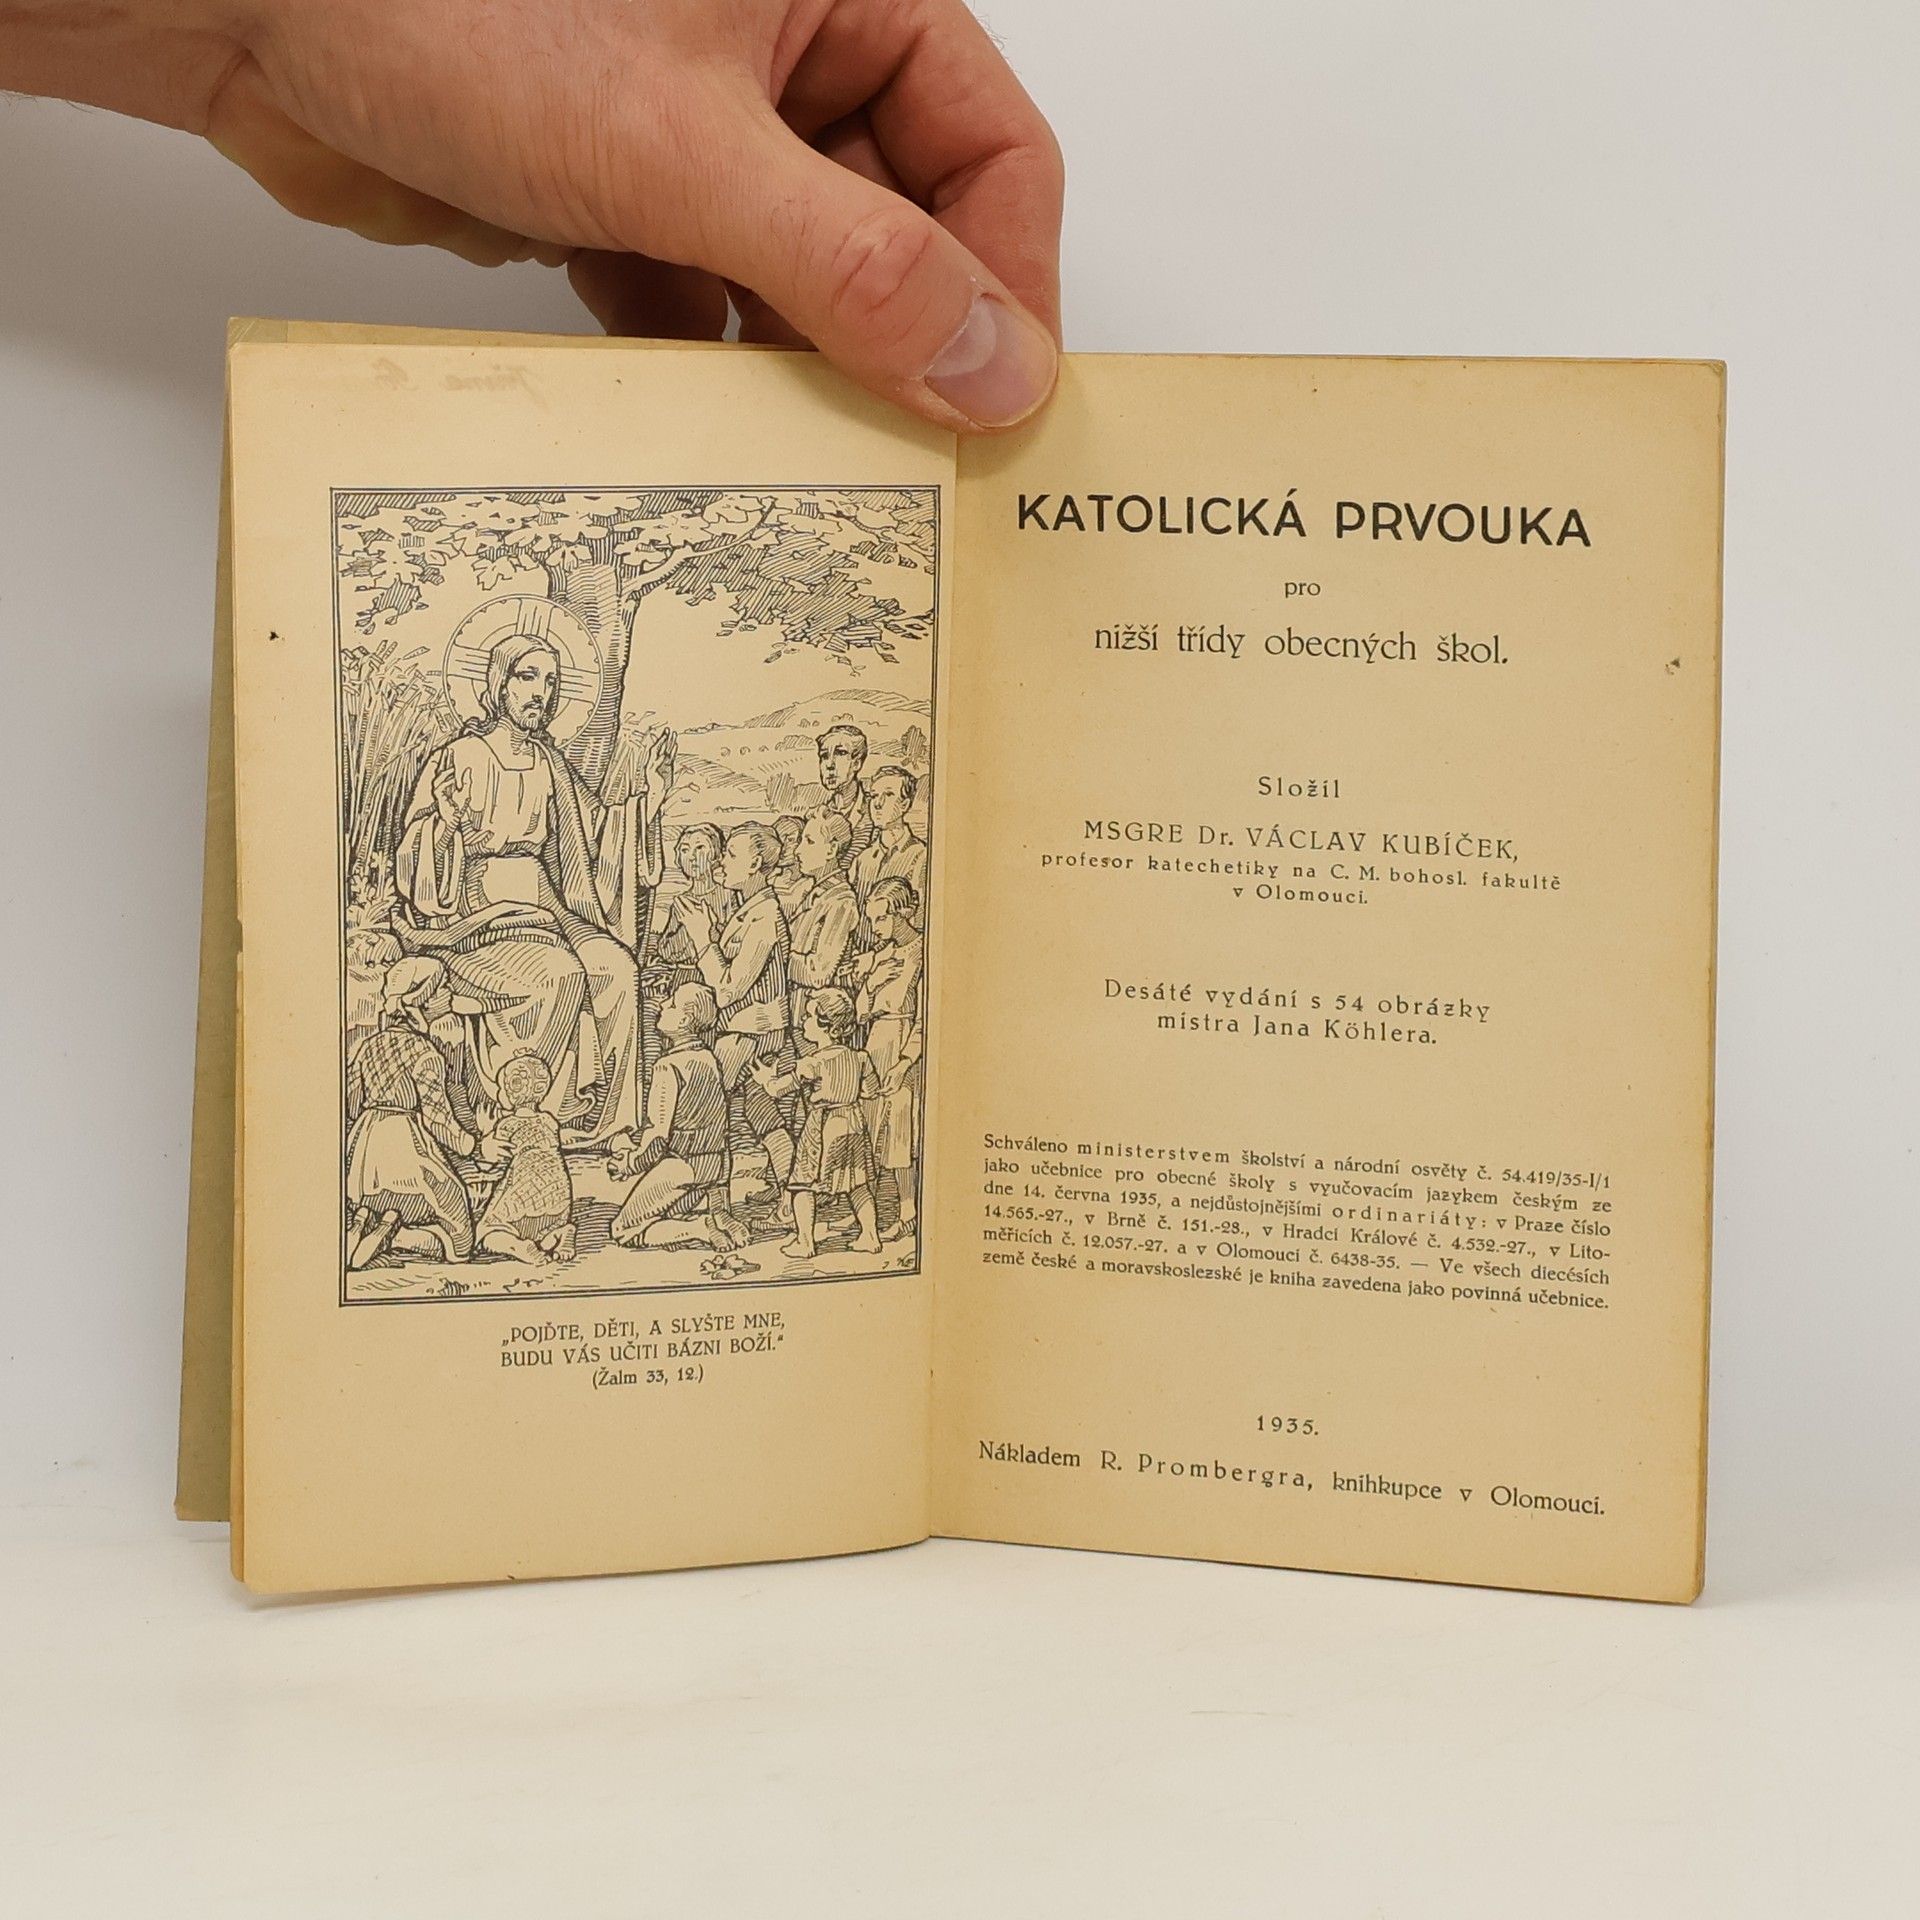 „POJĎTE, DĚTI, A SLYŠTE MNE,
BUDU VÁS UČITI BÁZNI BOŽÍ.“
(Žalm 33, 12.)
KATOLICKÁ PRVOUKA
pro
nižší třídy obecných škol.
Složil
MSGRE Dr. VÁCLAV KUBÍČEK,
profesor katechetiky na C. M. bohosl. fakultě
v Olomouci.
Desáté vydání s 54 obrázky
mistra Jana Köhlera.
Schváleno ministerstvem školství a národní osvěty č. 54.419/35-I/1
jako učebnice pro obecné školy s vyučovacím jazykem českým ze
dne 14. června 1935, a nejdůstojnějšími ordinariáty: v Praze číslo
14.565.-27., v Brně č. 151.-28., v Hradci Králové č. 4.532.-27., v Lito-
měřicích č. 12.057.-27. a v Olomouci č. 6438-35. — Ve všech diecésích
země české a moravskoslezské je kniha zavedena jako povinná učebnice.
1935.
Nákladem R. Prombergra, knihkupce v Olomouci.